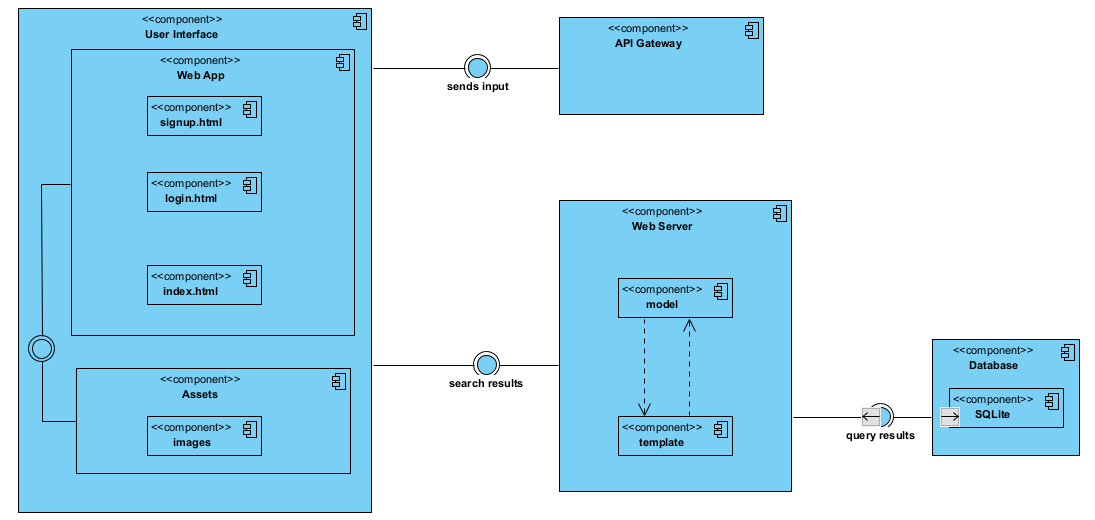 <<component>>
User Interface
<<component>>
Web App
<<component>>
signup.html
<<component>>
login.html
<<component>>
index.html
<<component>>
Assets
<<component>>
images
sends input
<<component>>
API Gateway
search results
<<component>>
Web Server
<<component>>
model
<<component>>
template
query results
<<component>>
Database
<<component>>
SQLite